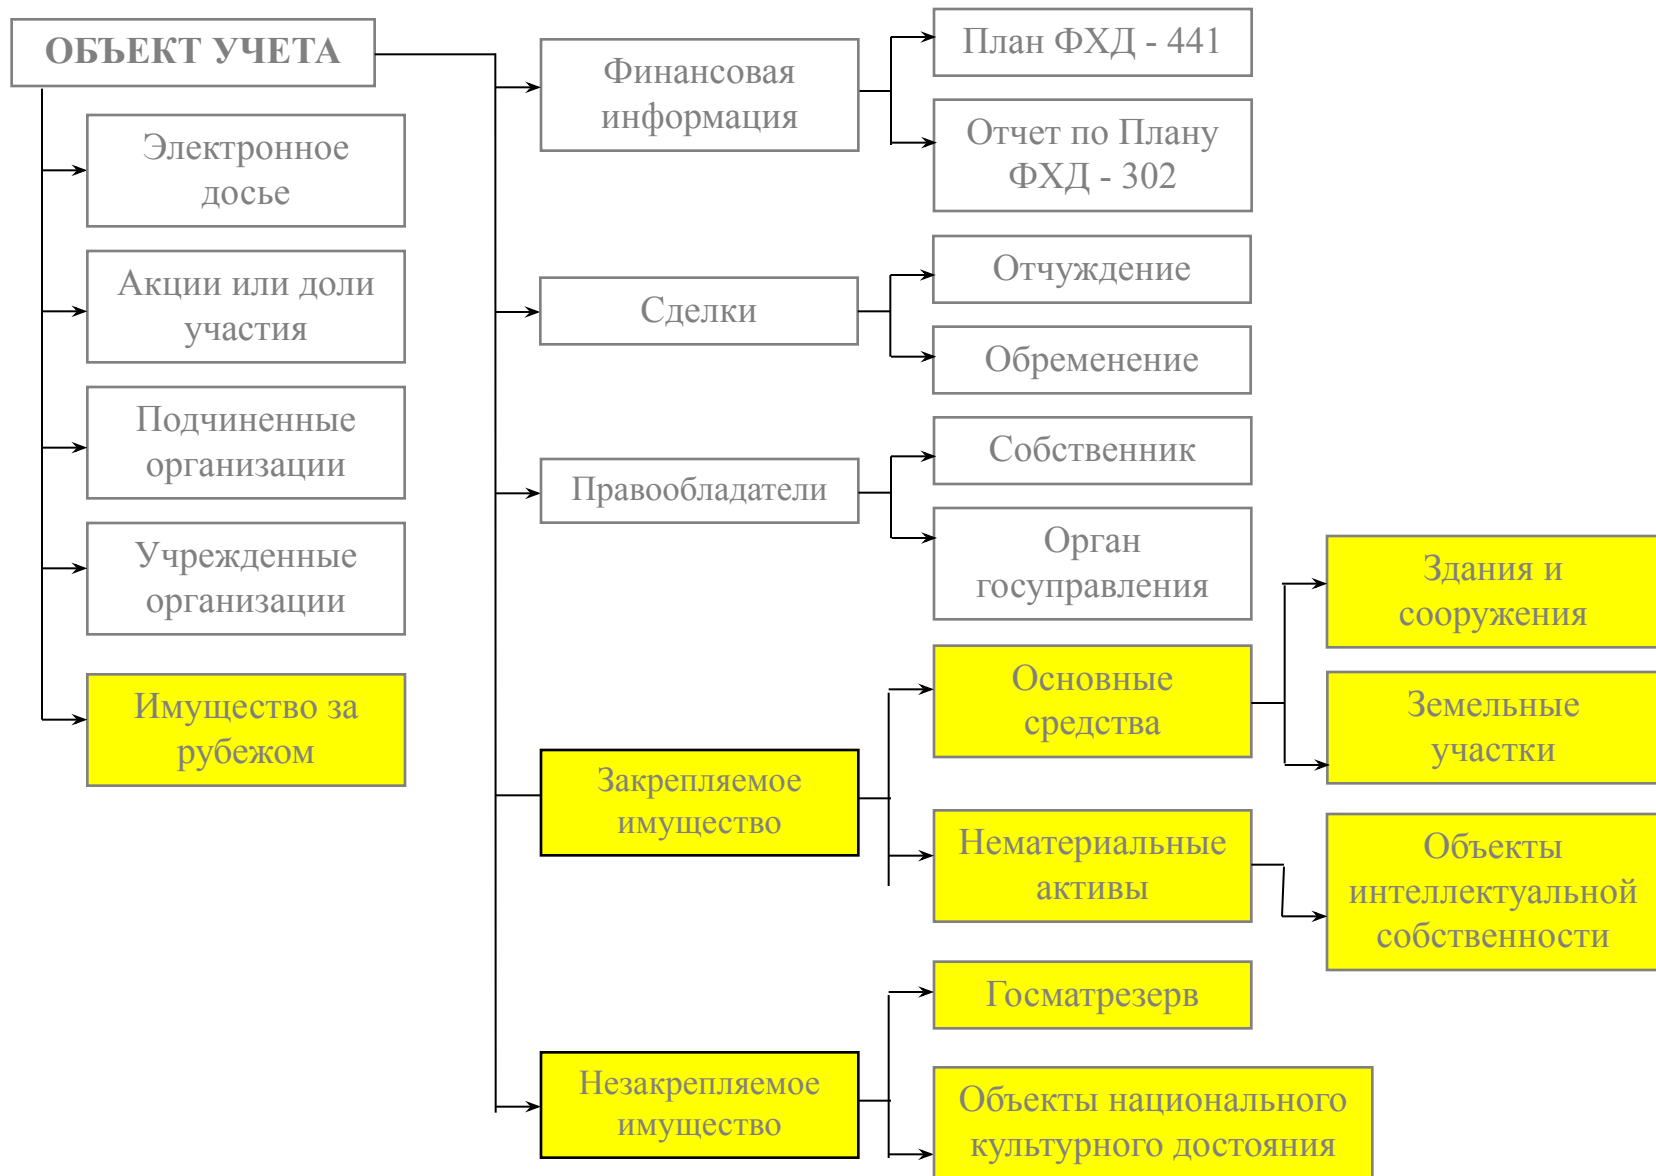 ОБЪЕКТ УЧЕТА
Электронное
досье
Акции или доли
участия
Подчиненные
организации
Учрежденные
организации
Имущество за
рубежом
Финансовая
информация
План ФХД - 441
Отчет по Плану
ФХД - 302
Сделки
Отчуждение
Обременение
Правообладатели
Собственник
Орган
госуправления
Закрепляемое
имущество
Основные
средства
Здания и
сооружения
Земельные
участки
Нематериальные
активы
Объекты
интеллектуальной
собственности
Незакрепляемое
имущество
Госматрезерв
Объекты национального
культурного достояния